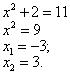 x² + 2 = 11
x² = 9
x₁ = –3;
x₂ = 3.